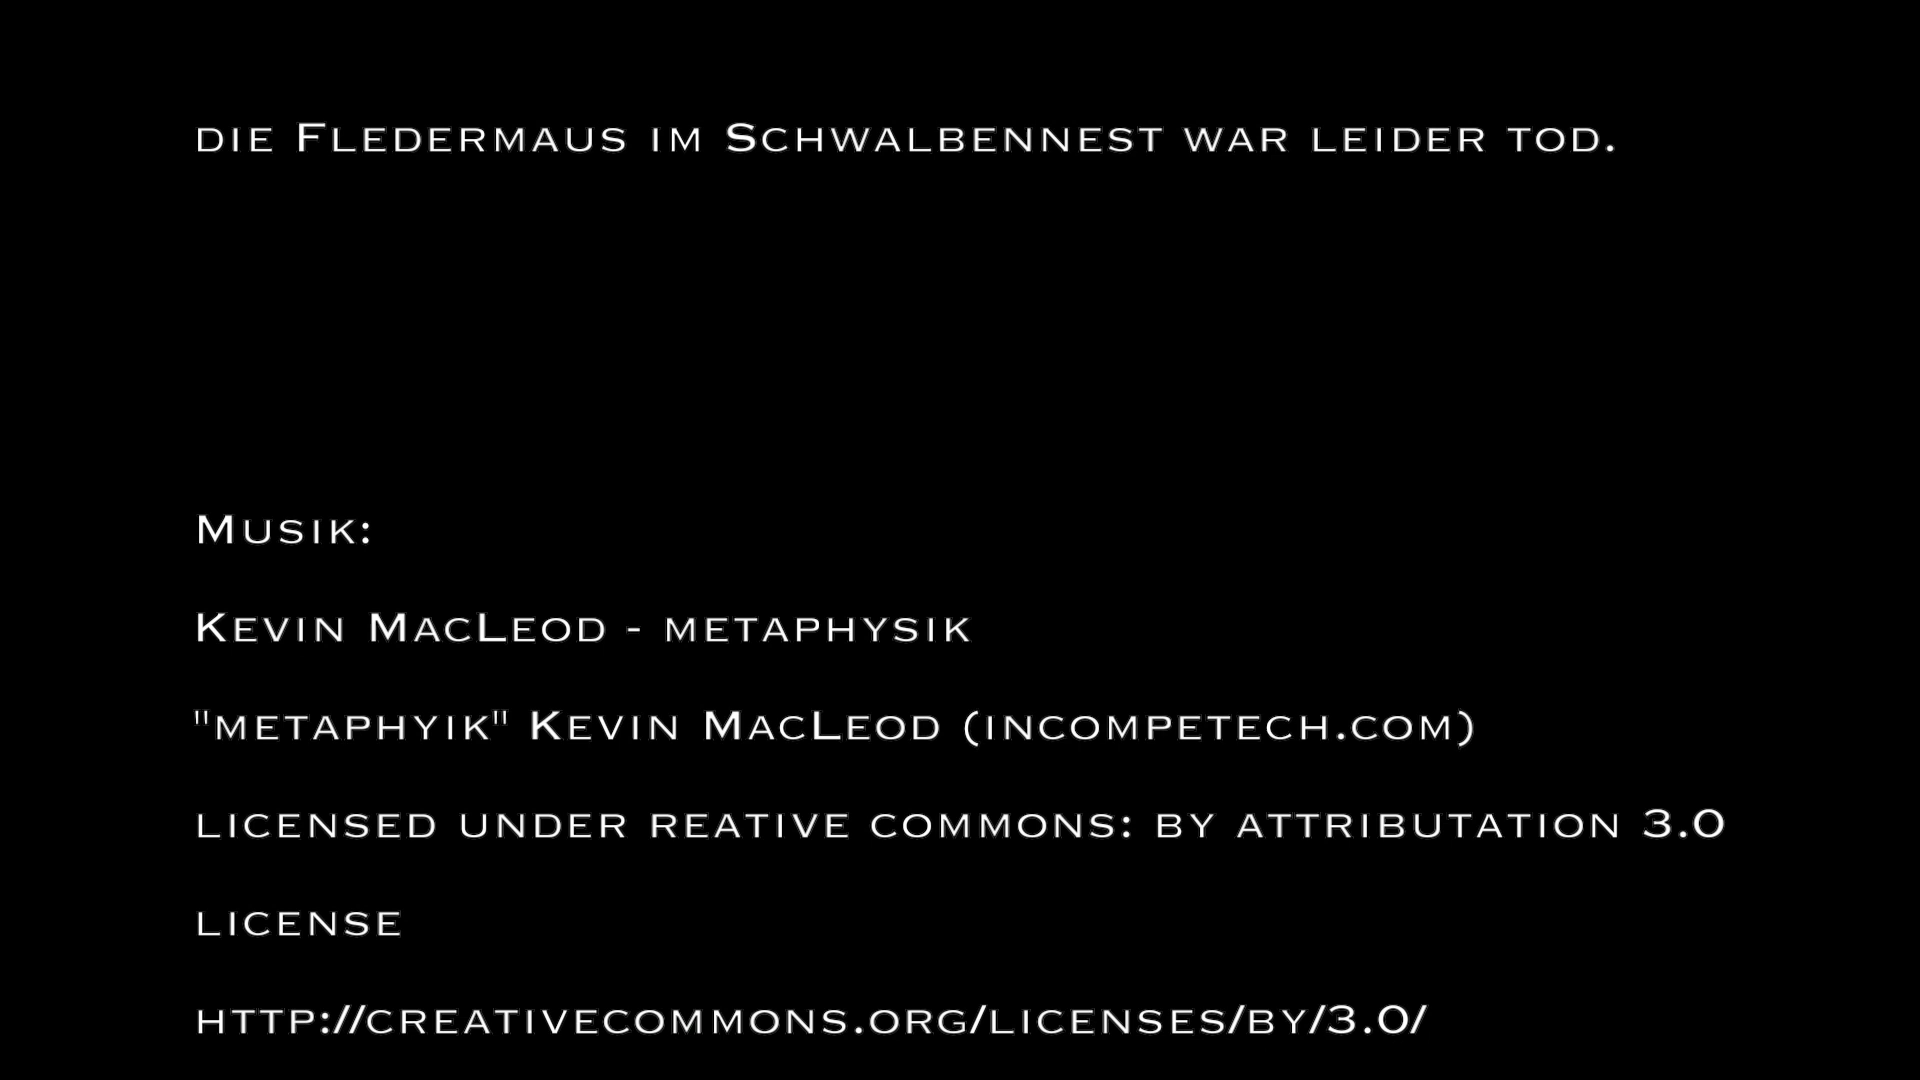 die Fledermaus im Schwalbennest war leider tod.
Musik:
Kevin MacLeod - metaphysik
"metaphyik" Kevin MacLeod (incompetech.com)
licensed under reative commons: by attributation 3.0
license
http://creativecommons.org/licenses/by/3.0/